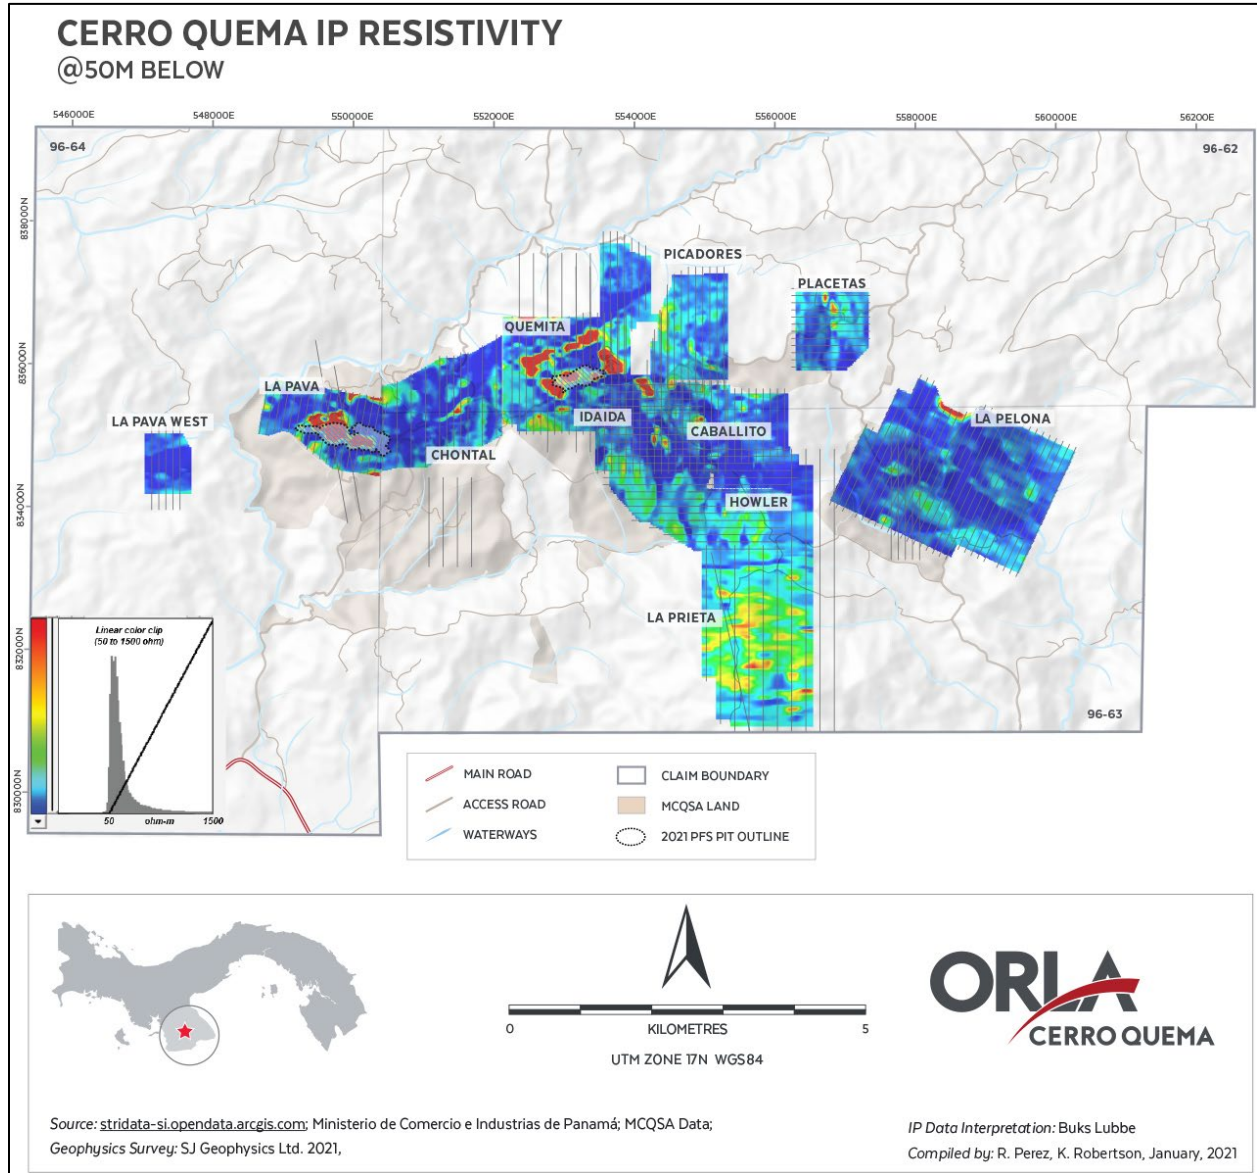 CERRO QUEMA IP RESISTIVITY
@50M BELOW
546000E 548000E 550000E 552000E 554000E 556000E 558000E 560000E 562000E
96-64
96-62
838000N
PICADORES
PLACETAS
QUEMITA
836000N
LA PAVA
LA PAVA WEST
IDAIDA
CABALLITO
LA PELONA
CHONTAL
834000N
HOWLER
LA PRIETA
832000N
Linear color clip
(50 to 1500 ohm)
96-63
830000N
50 ohm-m 1500
MAIN ROAD
ACCESS ROAD
WATERWAYS
CLAIM BOUNDARY
MCQSA LAND
2021 PFS PIT OUTLINE
0 KILOMETRES 5
UTM ZONE 17N WGS84
ORLA
CERRO QUEMA
Source: stridata-si.opendata.arcgis.com; Ministerio de Comercio e Industrias de Panamá; MCQSA Data;
Geophysics Survey: SJ Geophysics Ltd. 2021,
IP Data Interpretation: Buks Lubbe
Compiled by: R. Perez, K. Robertson, January, 2021